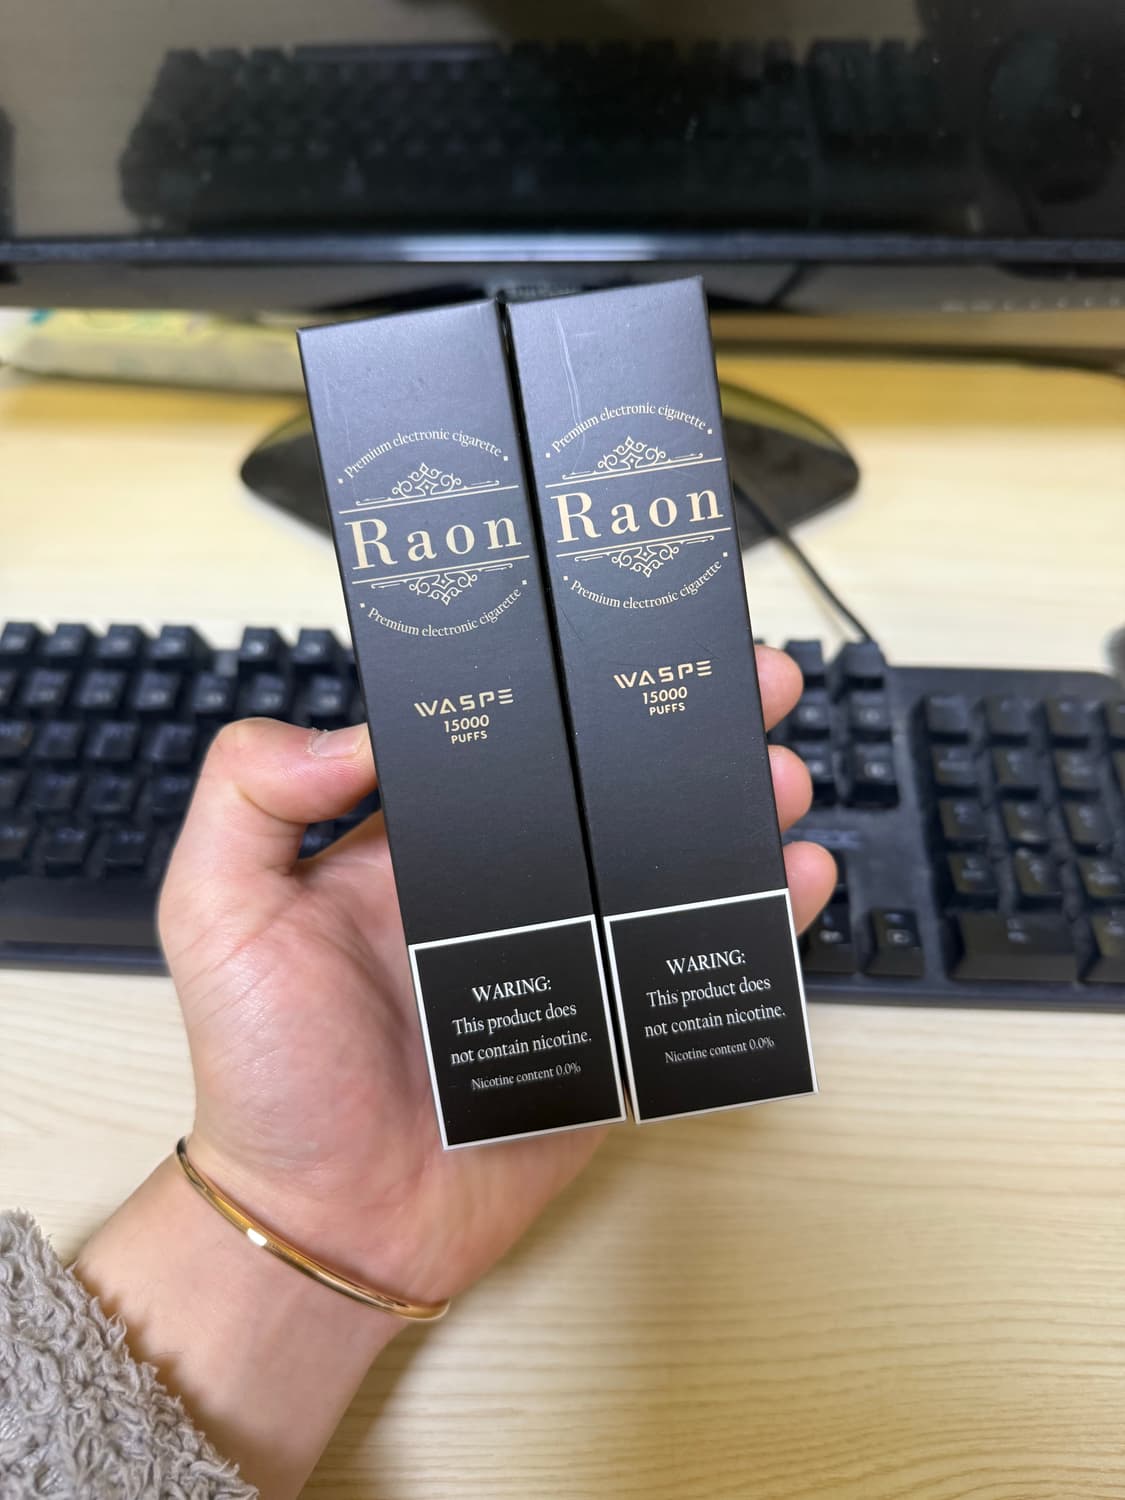 Premium electronic cigarette
Raon
Premium electronic cigarette
WASPE
15000
PUFFS
WARING:
This product does
not contain nicotine.
Nicotine content 0.0%
Premium electronic cigarette
Raon
Premium electronic cigarette
WASPE
15000
PUFFS
WARING:
This product does
not contain nicotine.
Nicotine content 0.0%